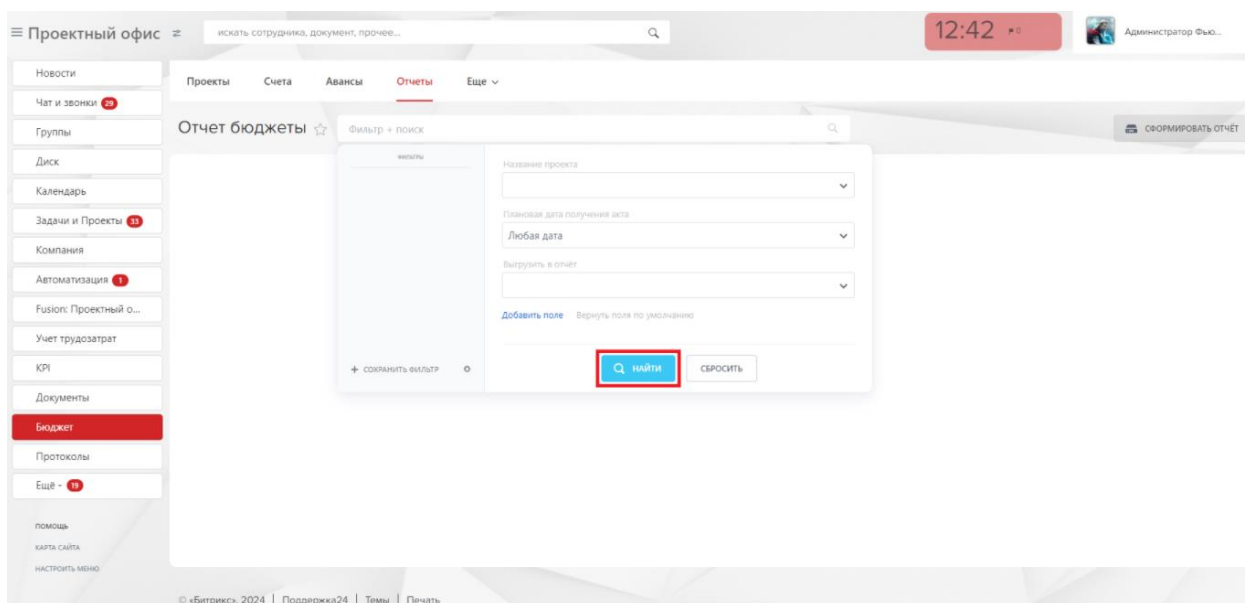 Проектный офис
искать сотрудника, документ, прочее...
12:42
0
Администратор Фью...
Новости
Чат и звонки 29
Группы
Диск
Календарь
Задачи и Проекты 33
Компания
Автоматизация 1
Fusion: Проектный о...
Учет трудозатрат
KPI
Документы
Бюджет
Протоколы
Ещё - 19
ПОМОЩЬ
КАРТА САЙТА
НАСТРОИТЬ МЕНЮ
Проекты Счета Авансы Отчеты Еще
Отчет бюджеты
Фильтр + поиск
СФОРМИРОВАТЬ ОТЧЁТ
ФИЛЬТРЫ
Название проекта
Плановая дата получения акта
Любая дата
Выгрузить в отчёт
Добавить поле Вернуть поля по умолчанию
+ СОХРАНИТЬ ФИЛЬТР
НАЙТИ
СБРОСИТЬ
© «Битрикс», 2024 | Поддержка24 | Темы | Печать